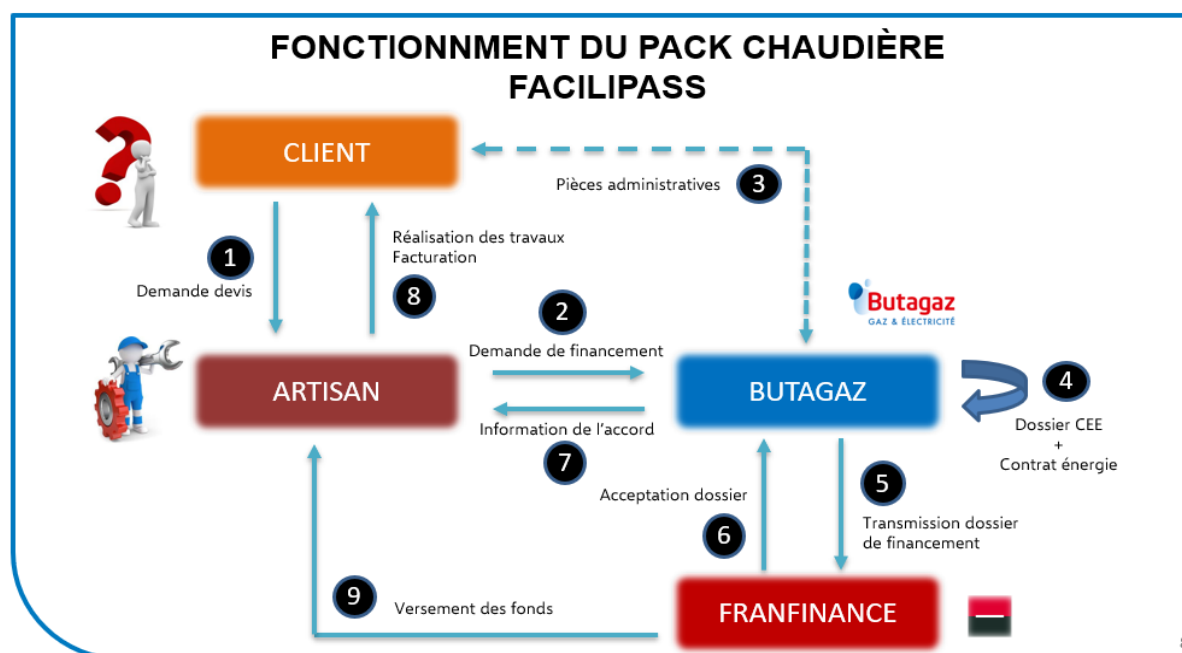 FONCTIONNMENT DU PACK CHAUDIÈRE
FACILIPASS
CLIENT
Pièces administratives
3
1
Demande devis
Réalisation des travaux
Facturation
8
2
Demande de financement
Butagaz
GAZ & ÉLECTRICITÉ
ARTISAN
BUTAGAZ
4
Dossier CEE
+
Contrat énergie
Information de l'accord
7
Acceptation dossier
6
5
Transmission dossier
de financement
9
Versement des fonds
FRANFINANCE